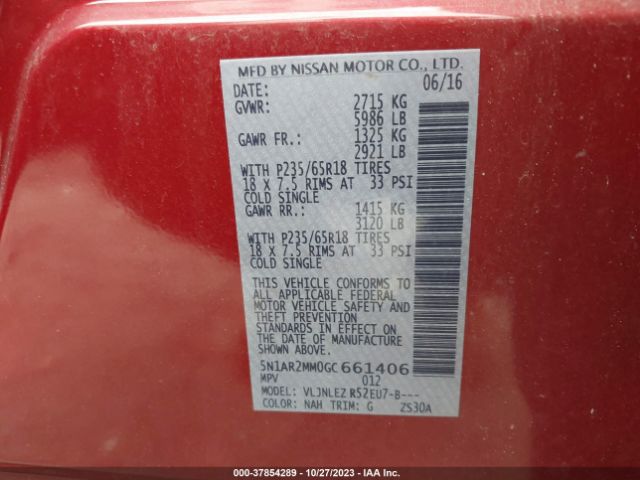 MFD BY NISSAN MOTOR CO., LTD.
DATE: 06/16
GVWR: 2715 KG
5986 LB
GAWR FR.: 1325 KG
2921 LB
WITH P235/65R18 TIRES
18 X 7.5 RIMS AT 33 PSI
COLD SINGLE
GAWR RR.: 1415 KG
3120 LB
WITH P235/65R18 TIRES
18 X 7.5 RIMS AT 33 PSI
COLD SINGLE
THIS VEHICLE CONFORMS TO
ALL APPLICABLE FEDERAL
MOTOR VEHICLE SAFETY AND
THEFT PREVENTION
STANDARDS IN EFFECT ON
THE DATE OF MANUFACTURE
SHOWN ABOVE.
5N1AR2MM0GC661406
MPV 012
MODEL: VLJNLEZ R52EU7-B---
COLOR: NAH TRIM: G ZS30A
000-37854289 - 10/27/2023 - IAA Inc.